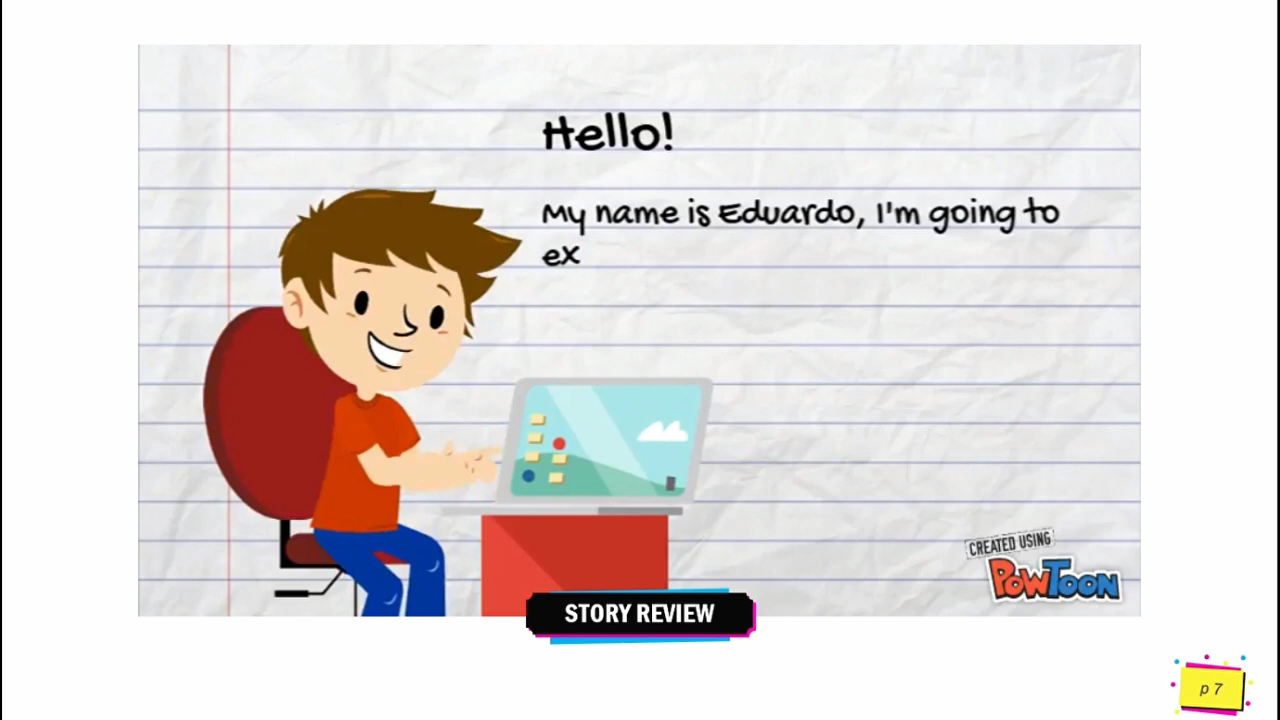 Hello!
My name is Eduardo, I'm going to
ex
CREATED USING
POWTOON
STORY REVIEW
p 7